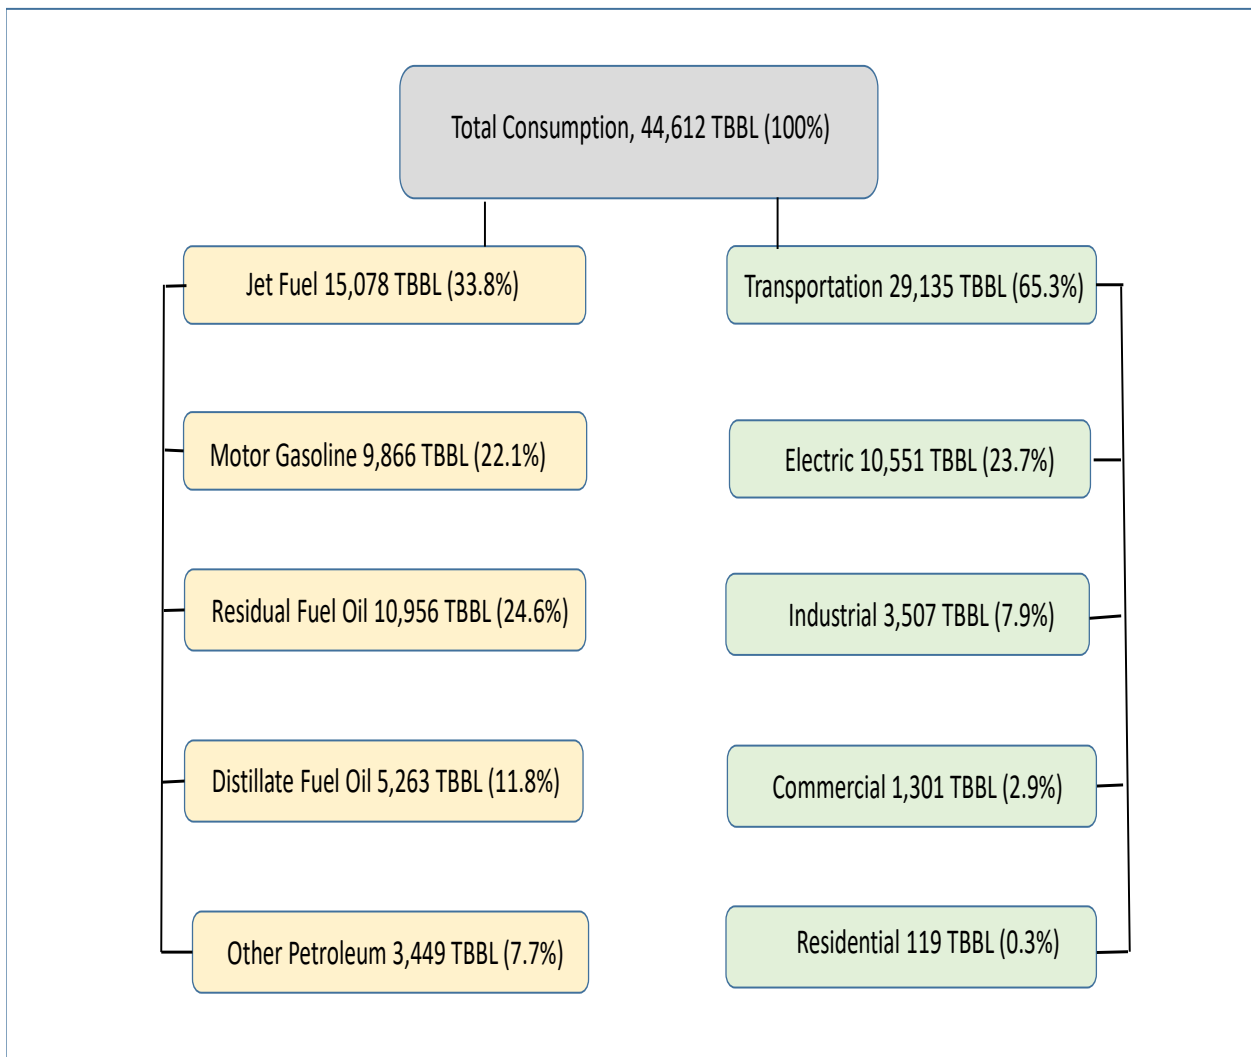 Total Consumption, 44,612 TBBL (100%)
Jet Fuel 15,078 TBBL (33.8%)
Motor Gasoline 9,866 TBBL (22.1%)
Residual Fuel Oil 10,956 TBBL (24.6%)
Distillate Fuel Oil 5,263 TBBL (11.8%)
Other Petroleum 3,449 TBBL (7.7%)
Transportation 29,135 TBBL (65.3%)
Electric 10,551 TBBL (23.7%)
Industrial 3,507 TBBL (7.9%)
Commercial 1,301 TBBL (2.9%)
Residential 119 TBBL (0.3%)